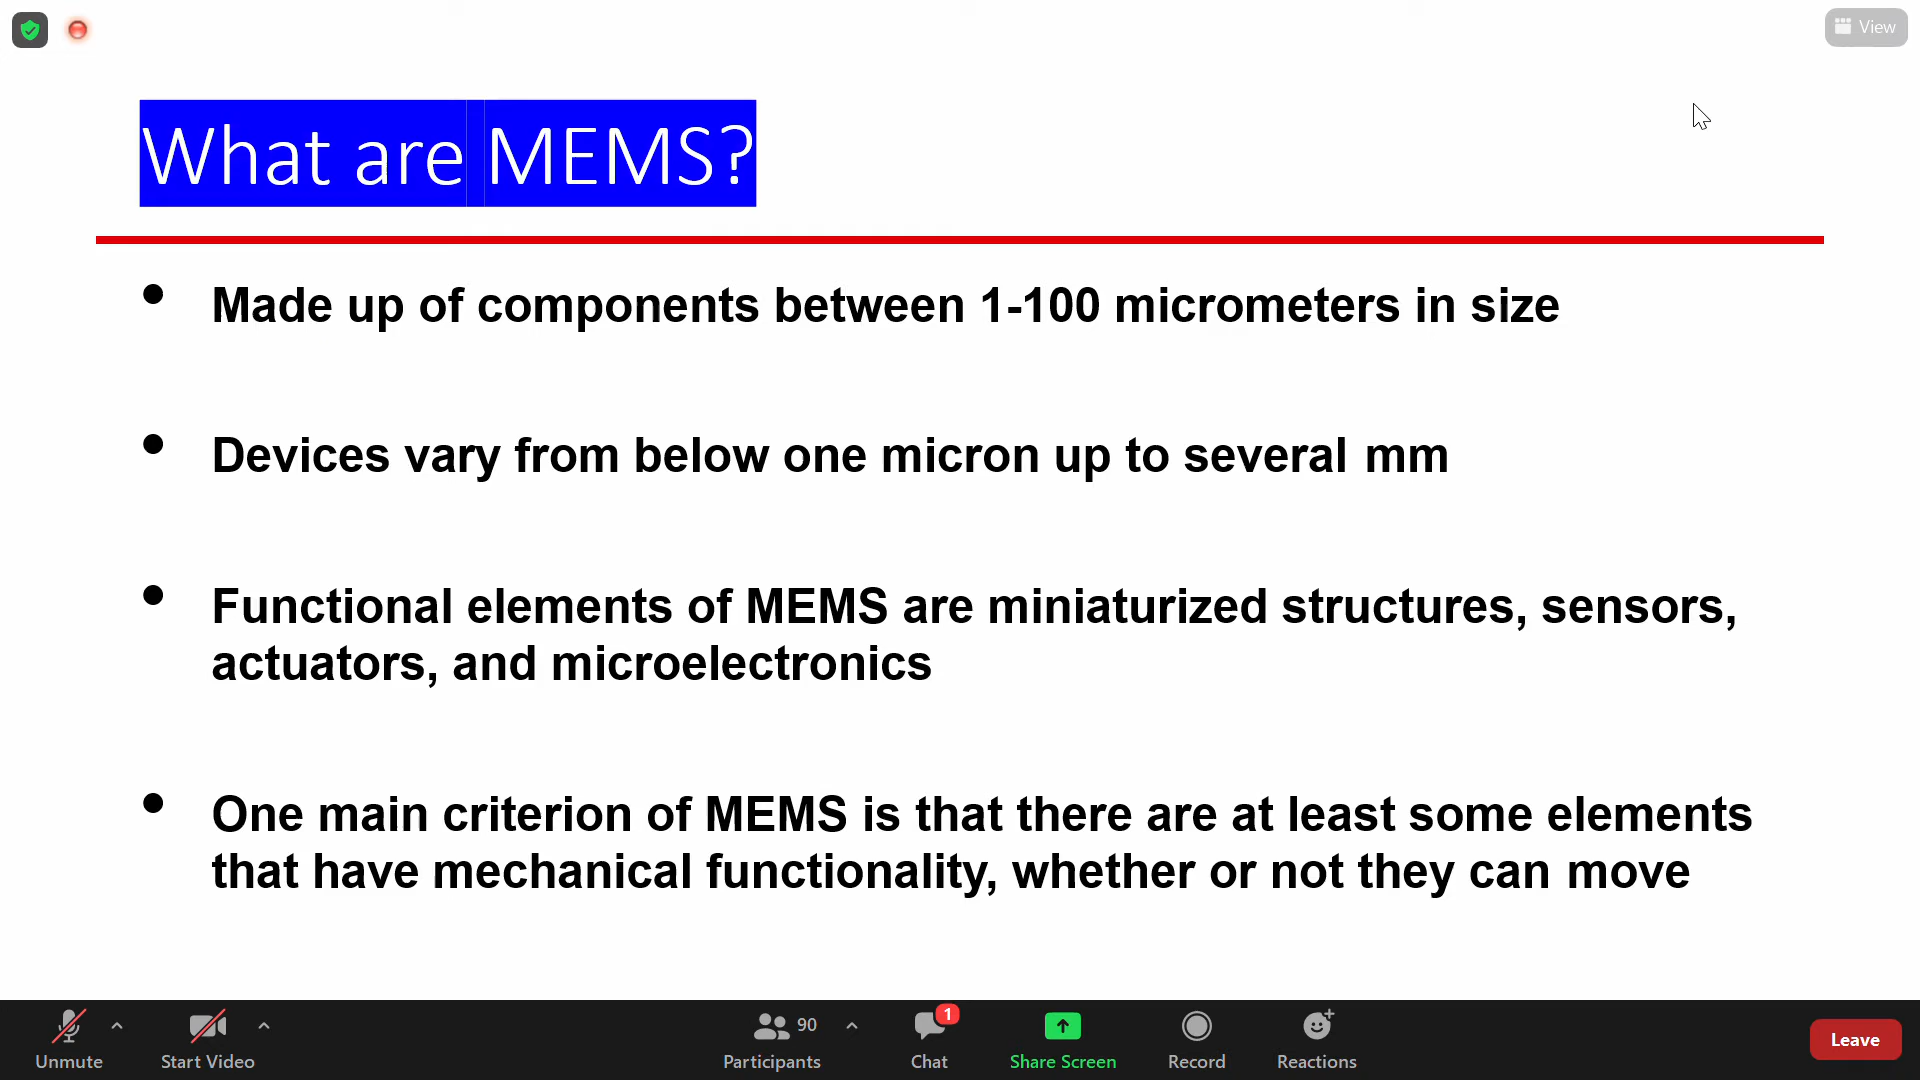 View
What are MEMS?
• Made up of components between 1-100 micrometers in size
• Devices vary from below one micron up to several mm
• Functional elements of MEMS are miniaturized structures, sensors,
actuators, and microelectronics
• One main criterion of MEMS is that there are at least some elements
that have mechanical functionality, whether or not they can move
90
1
Unmute
Start Video
Participants
Chat
Share Screen
Record
Reactions
Leave